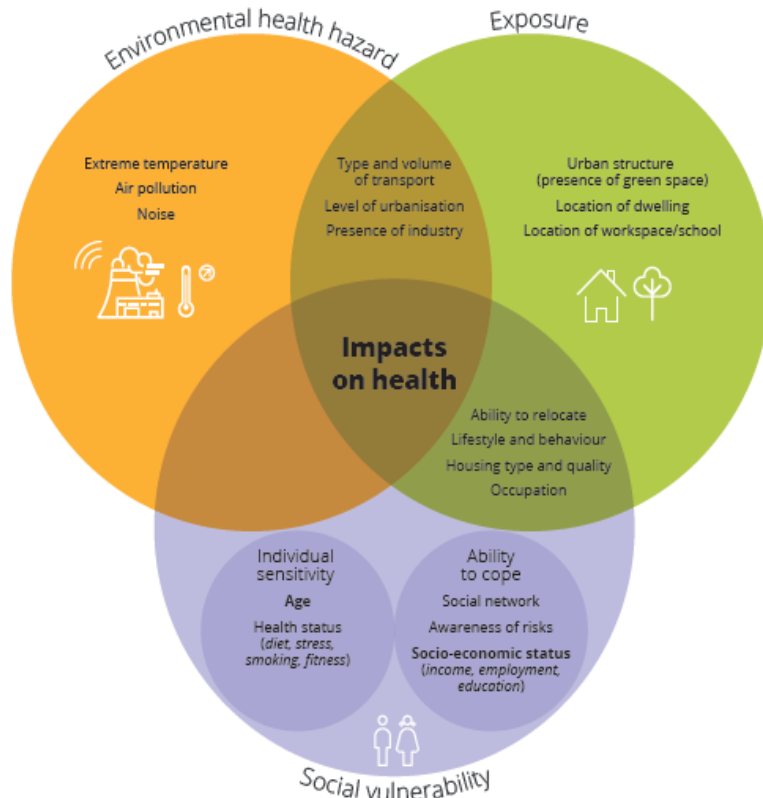 Environmental health hazard
Exposure
Extreme temperature
Air pollution
Noise
Type and volume
of transport
Level of urbanisation
Presence of industry
Urban structure
(presence of green space)
Location of dwelling
Location of workspace/school
Impacts
on health
Ability to relocate
Lifestyle and behaviour
Housing type and quality
Occupation
Individual
sensitivity
Age
Health status
(diet, stress,
smoking, fitness)
Ability
to cope
Social network
Awareness of risks
Socio-economic status
(income, employment,
education)
Social vulnerability